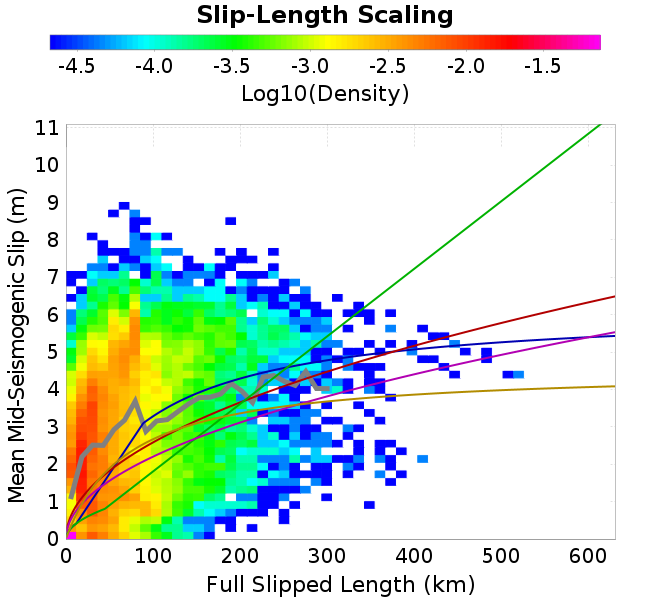 Slip-Length Scaling
-4.5 -4.0 -3.5 -3.0 -2.5 -2.0 -1.5
Log10(Density)
Mean Mid-Seismogenic Slip (m)
11
10
9
8
7
6
5
4
3
2
1
0
0 100 200 300 400 500 600
Full Slipped Length (km)